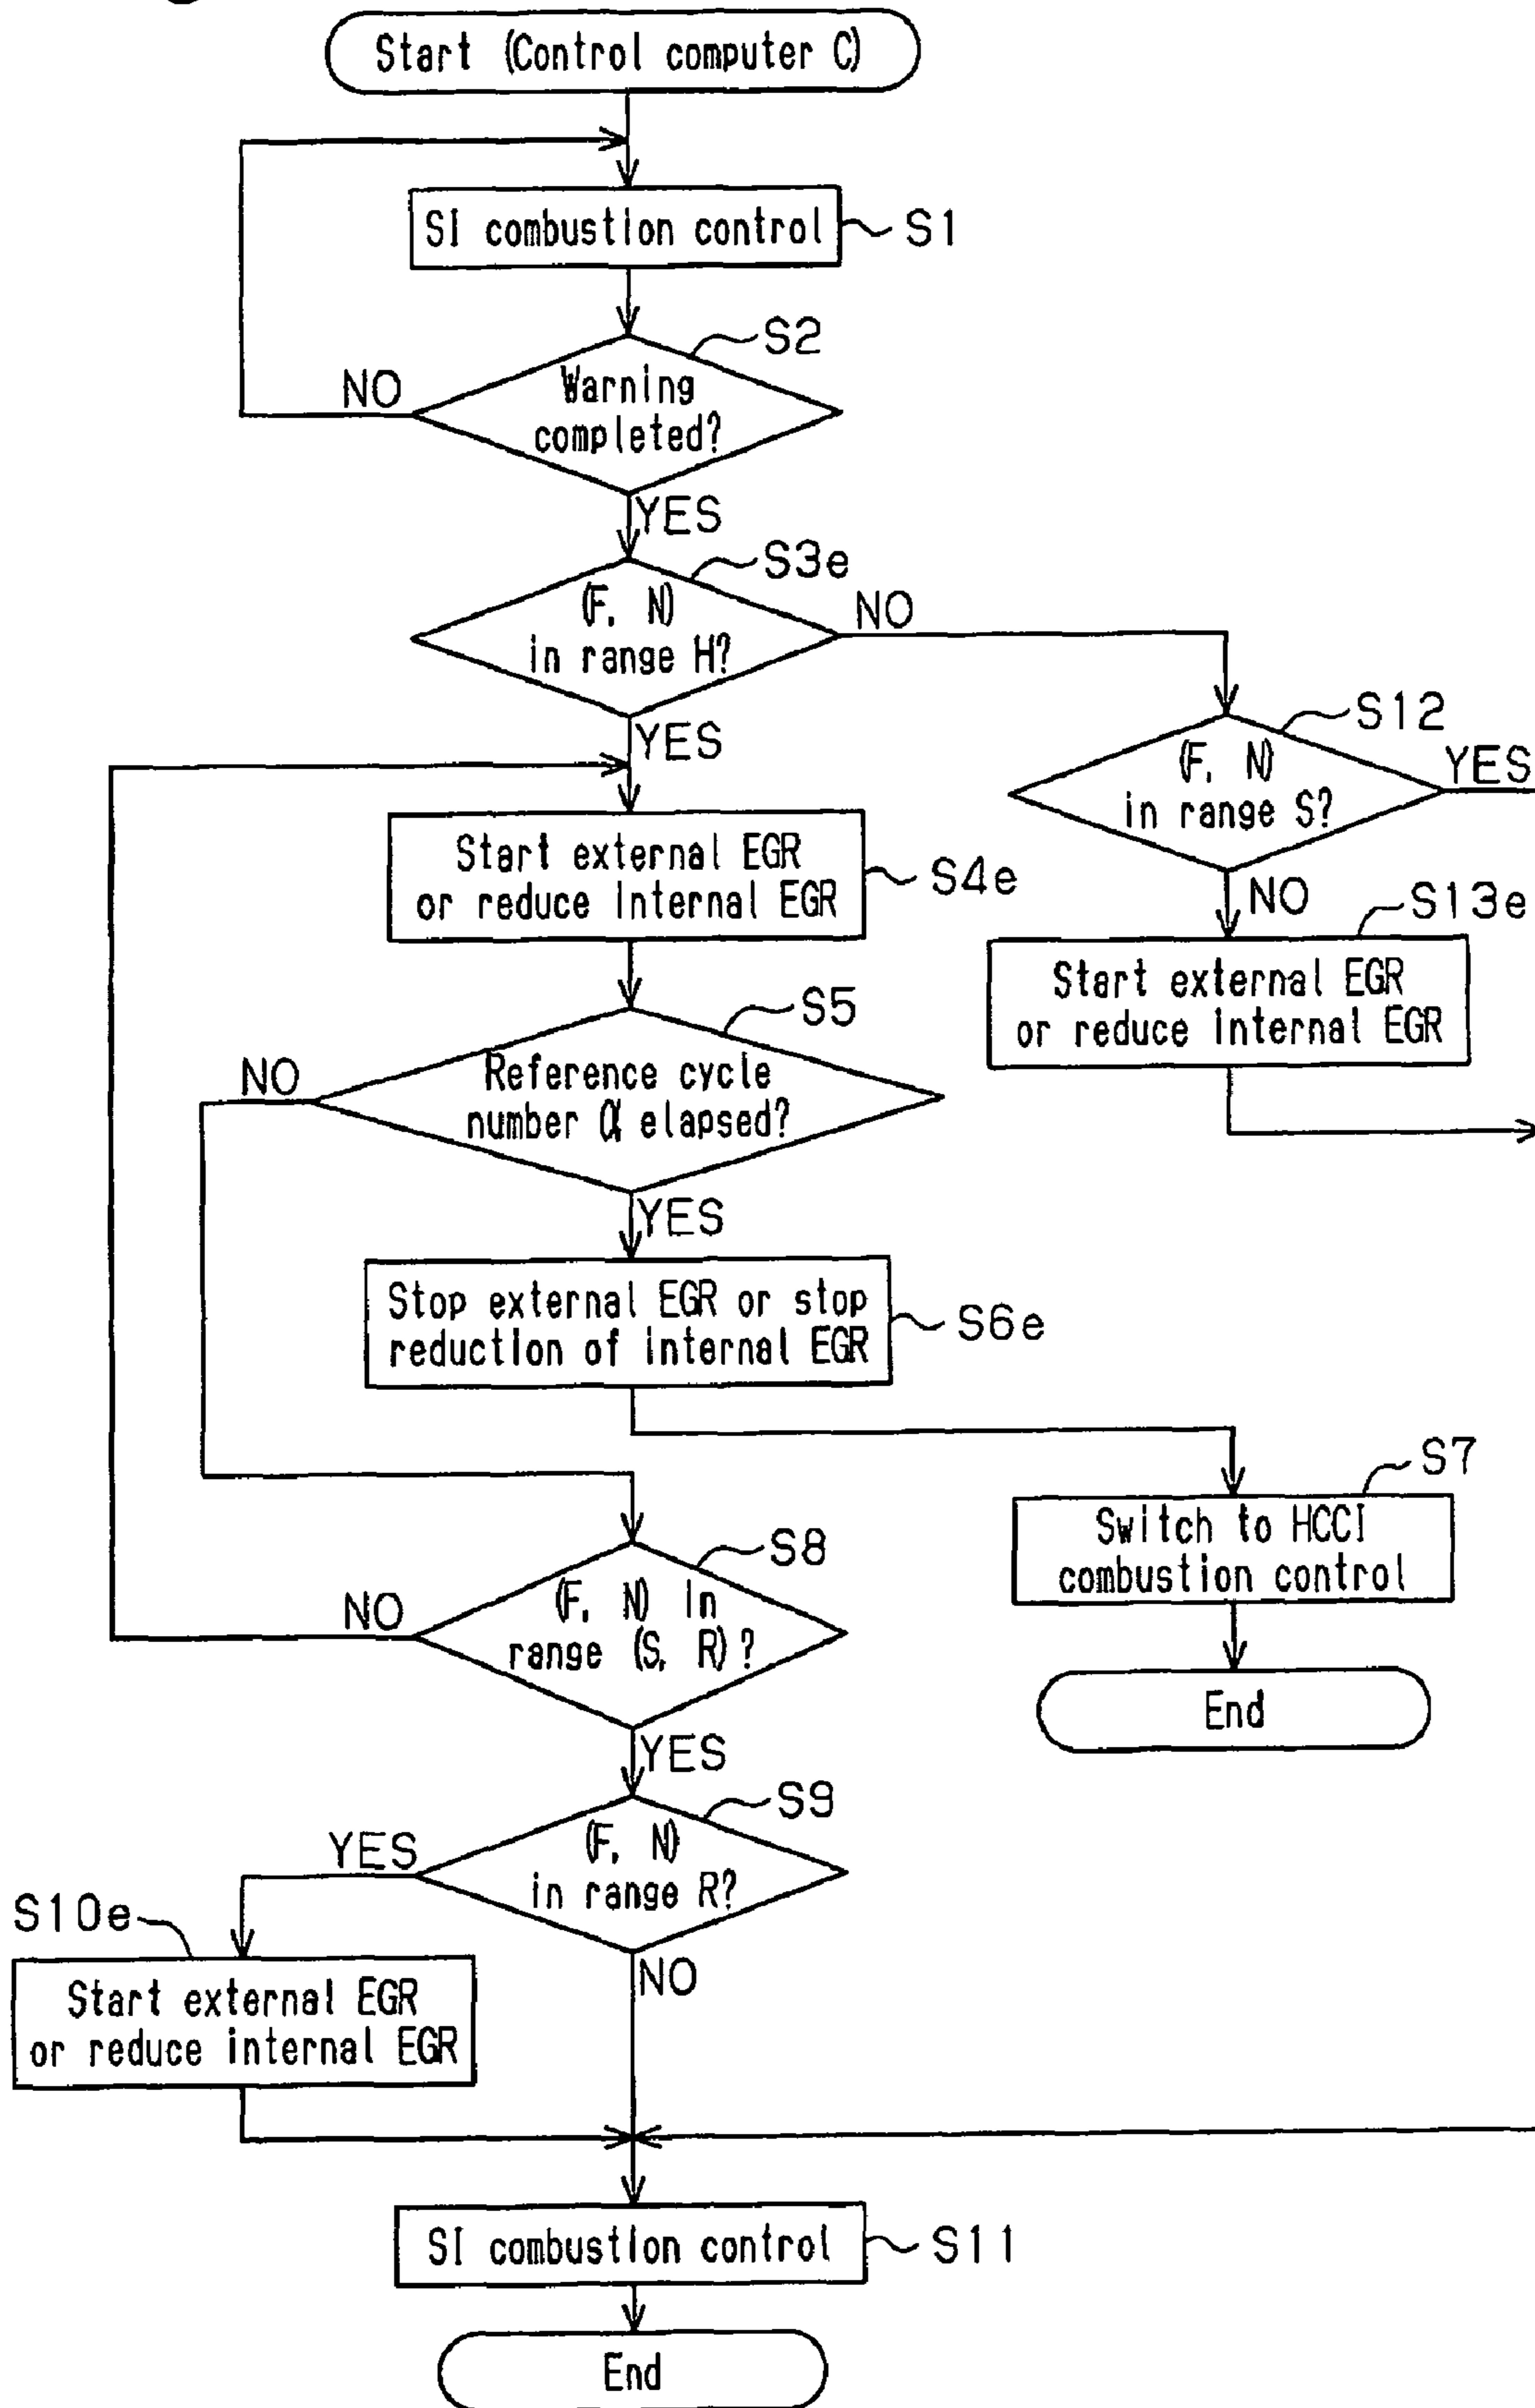 Start (Control computer C)
SI combustion control
S1
S2
Warning
completed?
NO
YES
S3e
(F, N)
in range H?
NO
YES
S12
(F, N)
in range S?
YES
NO
Start external EGR
or reduce internal EGR
S4e
S13e
Start external EGR
or reduce internal EGR
S5
Reference cycle
number α elapsed?
NO
YES
Stop external EGR or stop
reduction of internal EGR
S6e
S7
Switch to HCCI
combustion control
End
S8
(F, N) in
range (S, R)?
NO
YES
S9
(F, N)
in range R?
YES
NO
S10e
Start external EGR
or reduce internal EGR
SI combustion control
S11
End